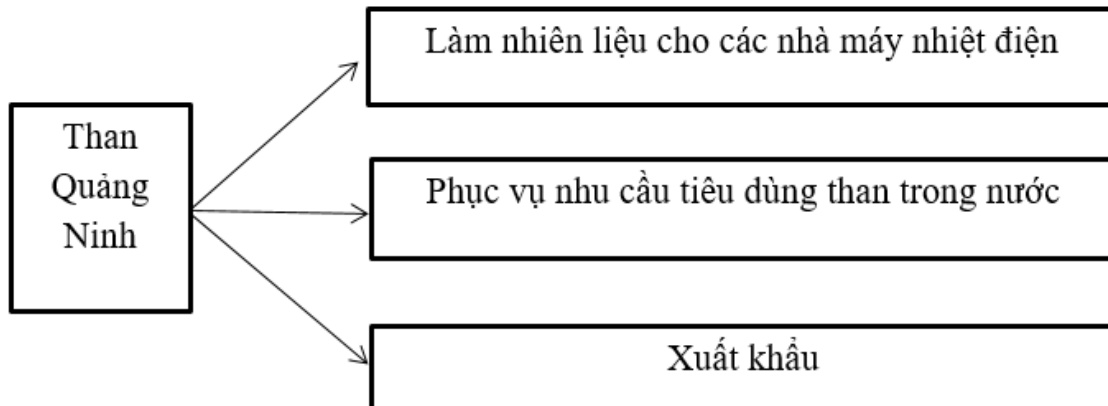 Than
Quảng
Ninh
Làm nhiên liệu cho các nhà máy nhiệt điện
Phục vụ nhu cầu tiêu dùng than trong nước
Xuất khẩu